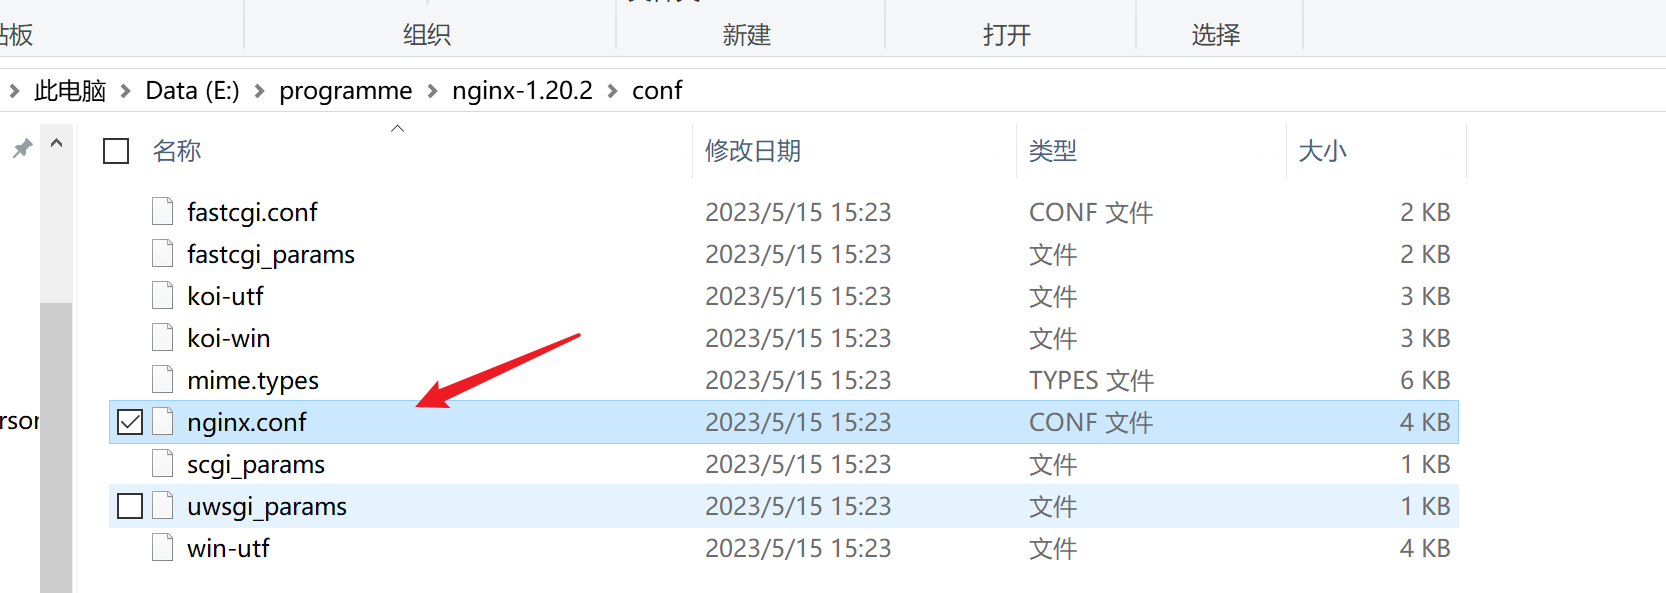 组织 新建 打开 选择
此电脑 > Data (E:) > programme > nginx-1.20.2 > conf
名称 修改日期 类型 大小
fastcgi.conf 2023/5/15 15:23 CONF 文件 2 KB
fastcgi_params 2023/5/15 15:23 文件 2 KB
koi-utf 2023/5/15 15:23 文件 3 KB
koi-win 2023/5/15 15:23 文件 3 KB
mime.types 2023/5/15 15:23 TYPES 文件 6 KB
nginx.conf 2023/5/15 15:23 CONF 文件 4 KB
scgi_params 2023/5/15 15:23 文件 1 KB
uwsgi_params 2023/5/15 15:23 文件 1 KB
win-utf 2023/5/15 15:23 文件 4 KB